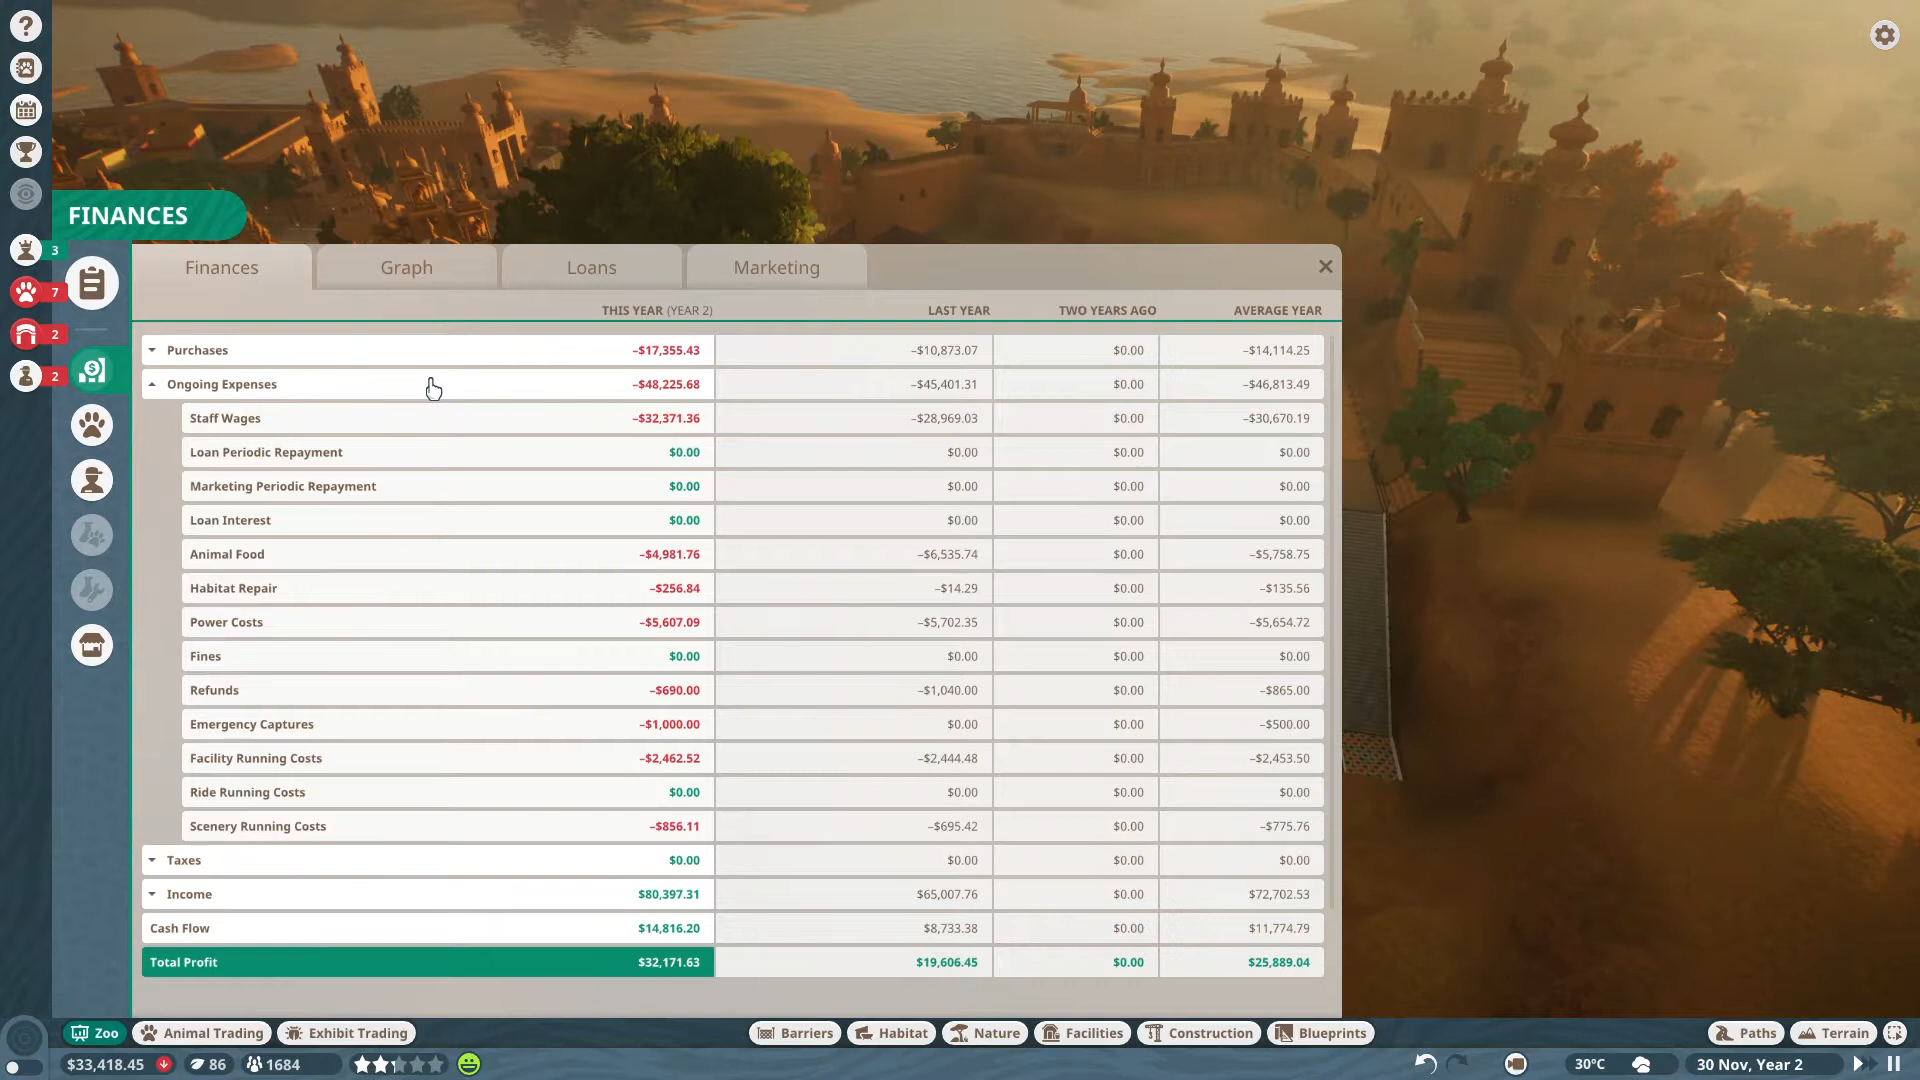 FINANCES
3
7
2
2
Finances Graph Loans Marketing
THIS YEAR (YEAR 2) LAST YEAR TWO YEARS AGO AVERAGE YEAR
Purchases –$17,355.43 –$10,873.07 $0.00 –$14,114.25
Ongoing Expenses –$48,225.68 –$45,401.31 $0.00 –$46,813.49
Staff Wages –$32,371.36 –$28,969.03 $0.00 –$30,670.19
Loan Periodic Repayment $0.00 $0.00 $0.00 $0.00
Marketing Periodic Repayment $0.00 $0.00 $0.00 $0.00
Loan Interest $0.00 $0.00 $0.00 $0.00
Animal Food –$4,981.76 –$6,535.74 $0.00 –$5,758.75
Habitat Repair –$256.84 –$14.29 $0.00 –$135.56
Power Costs –$5,607.09 –$5,702.35 $0.00 –$5,654.72
Fines $0.00 $0.00 $0.00 $0.00
Refunds –$690.00 –$1,040.00 $0.00 –$865.00
Emergency Captures –$1,000.00 $0.00 $0.00 –$500.00
Facility Running Costs –$2,462.52 –$2,444.48 $0.00 –$2,453.50
Ride Running Costs $0.00 $0.00 $0.00 $0.00
Scenery Running Costs –$856.11 –$695.42 $0.00 –$775.76
Taxes $0.00 $0.00 $0.00 $0.00
Income $80,397.31 $65,007.76 $0.00 $72,702.53
Cash Flow $14,816.20 $8,733.38 $0.00 $11,774.79
Total Profit $32,171.63 $19,606.45 $0.00 $25,889.04
Zoo Animal Trading Exhibit Trading Barriers Habitat Nature Facilities Construction Blueprints Paths Terrain
$33,418.45 86 1684 30°C 30 Nov, Year 2